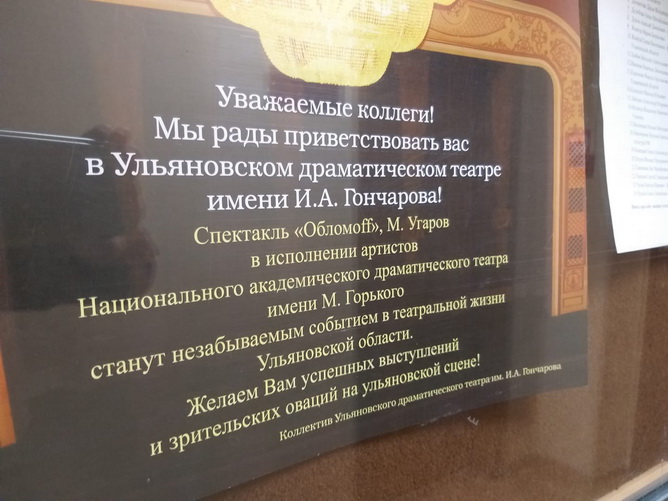 Уважаемые коллеги!
Мы рады приветствовать вас
в Ульяновском драматическом театре
имени И.А. Гончарова!
Спектакль «Обломoff», М. Угаров
в исполнении артистов
Национального академического драматического театра
имени М. Горького
станут незабываемым событием в театральной жизни
Ульяновской области.
Желаем Вам успешных выступлений
и зрительских оваций на ульяновской сцене!
Коллектив Ульяновского драматического театра им. И.А. Гончарова